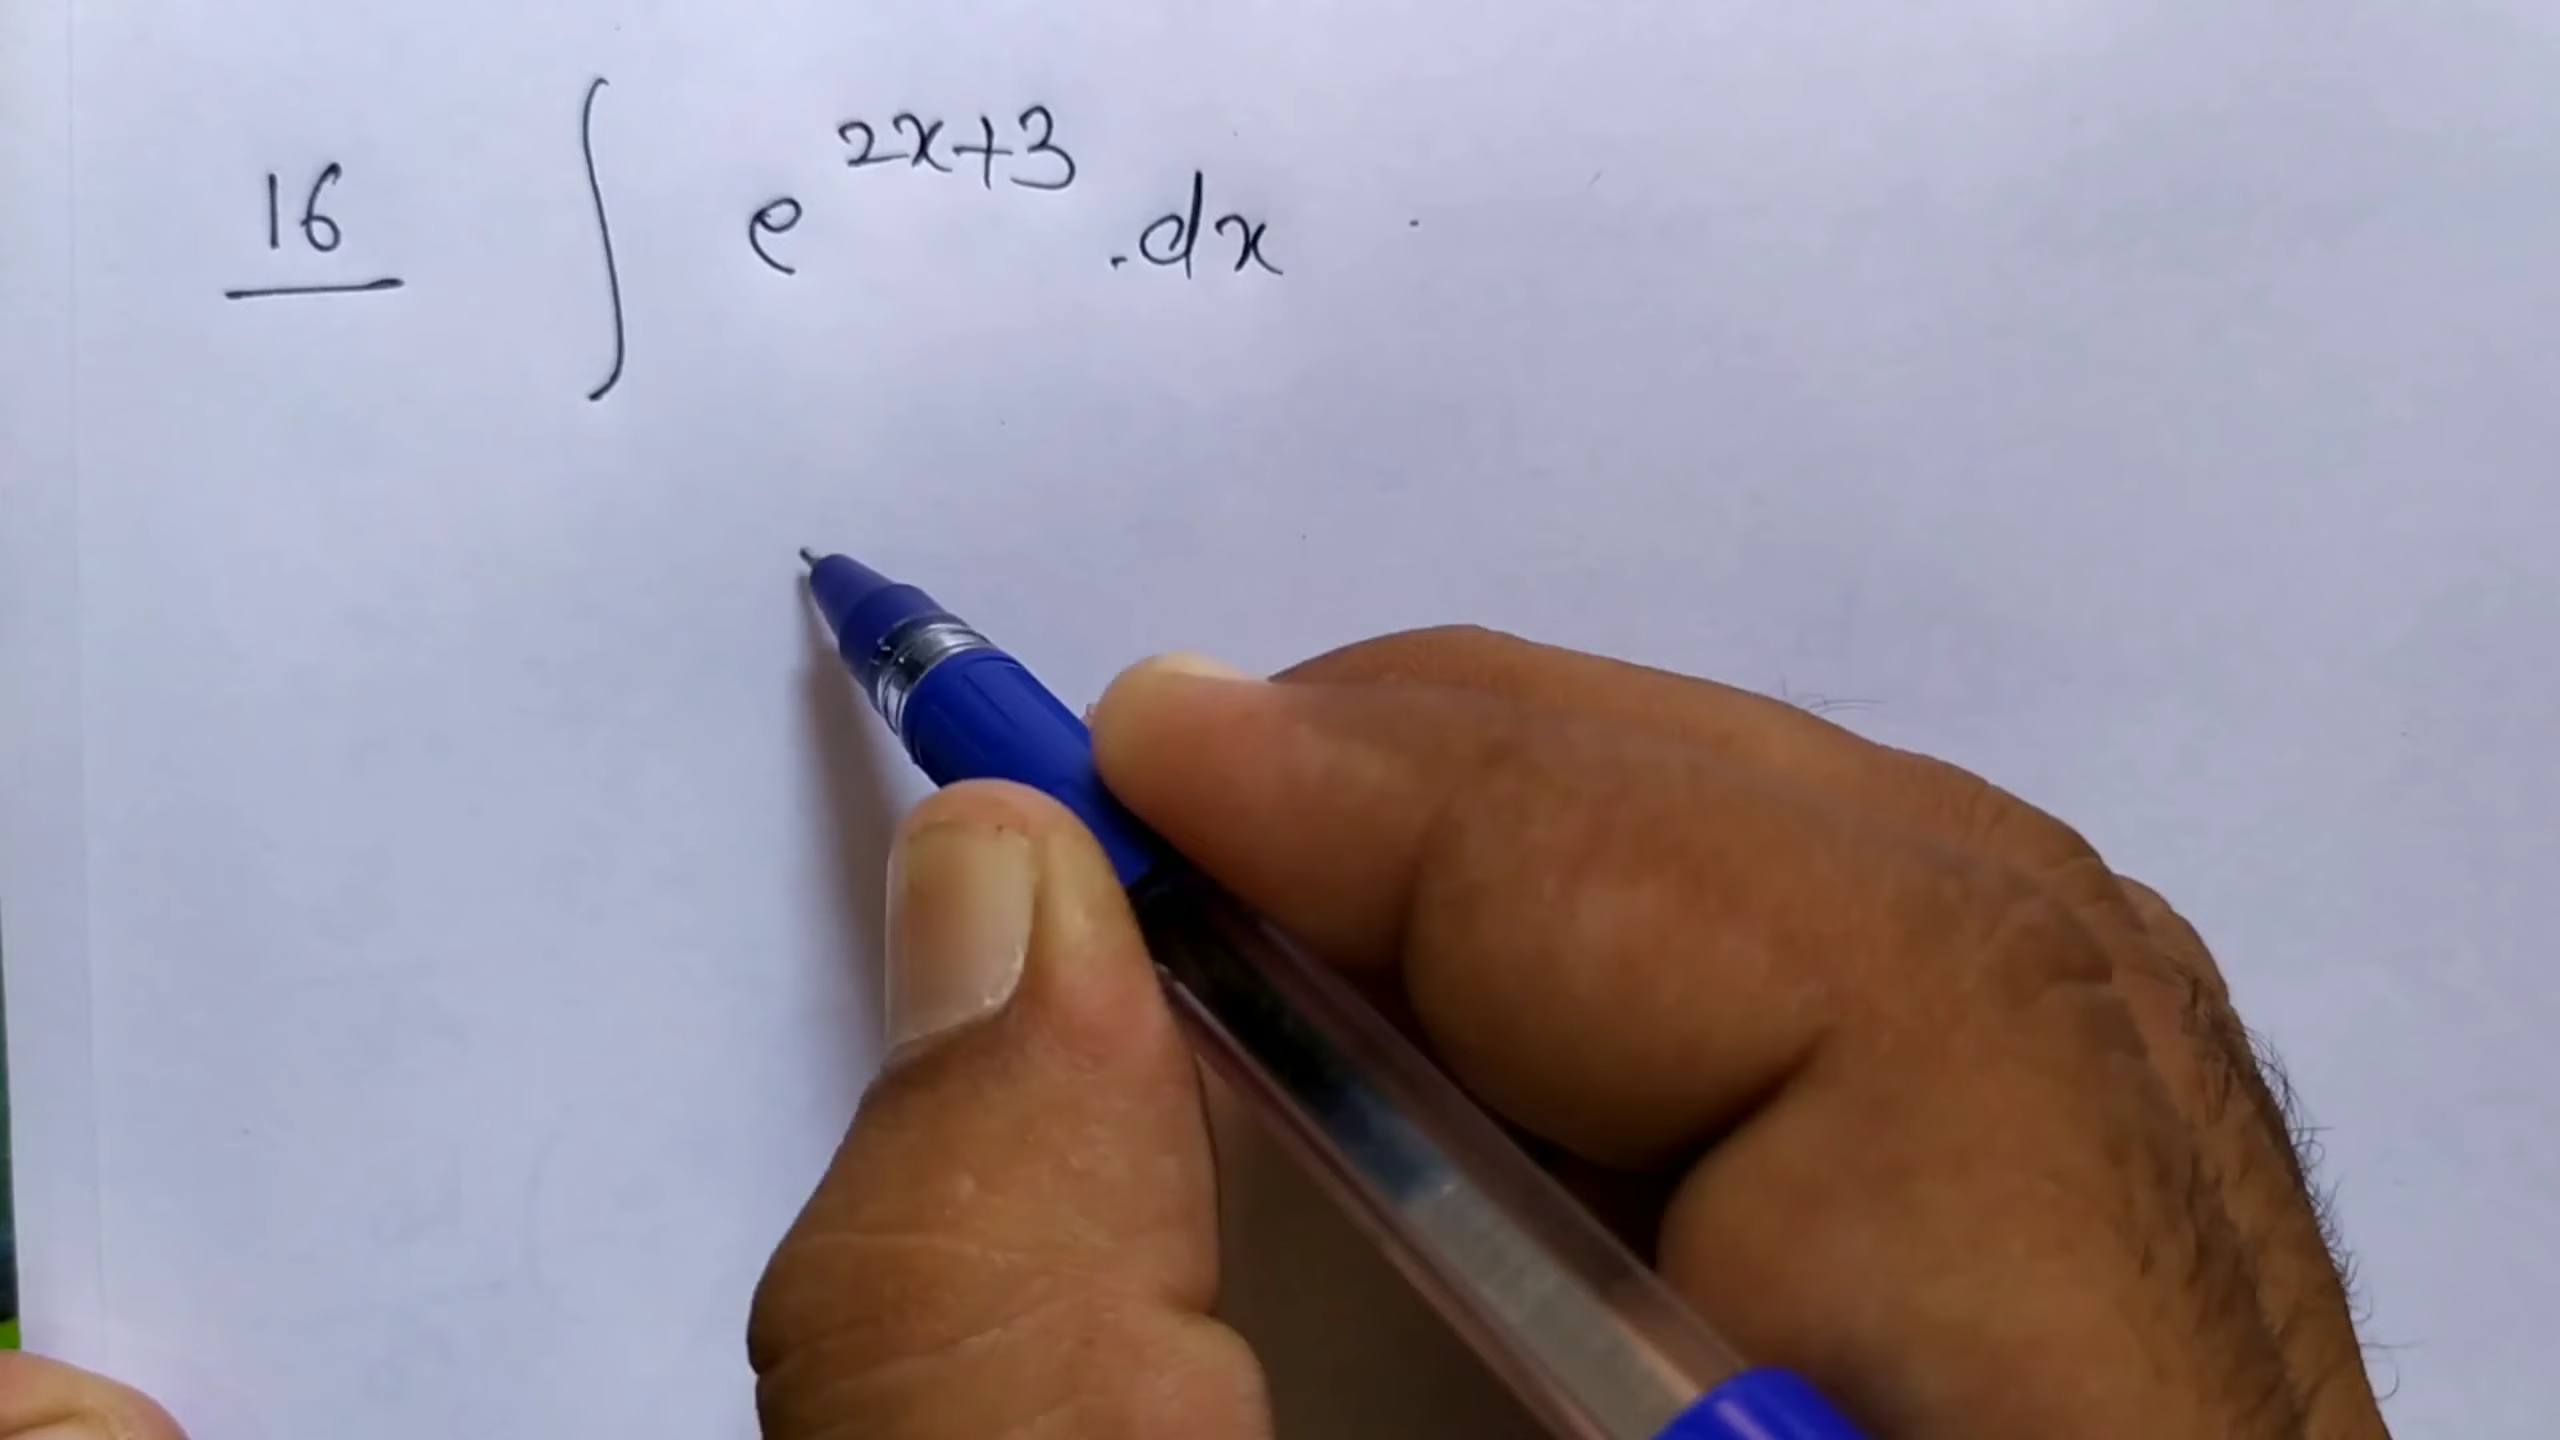 16 ∫ e^{2x+3} .dx